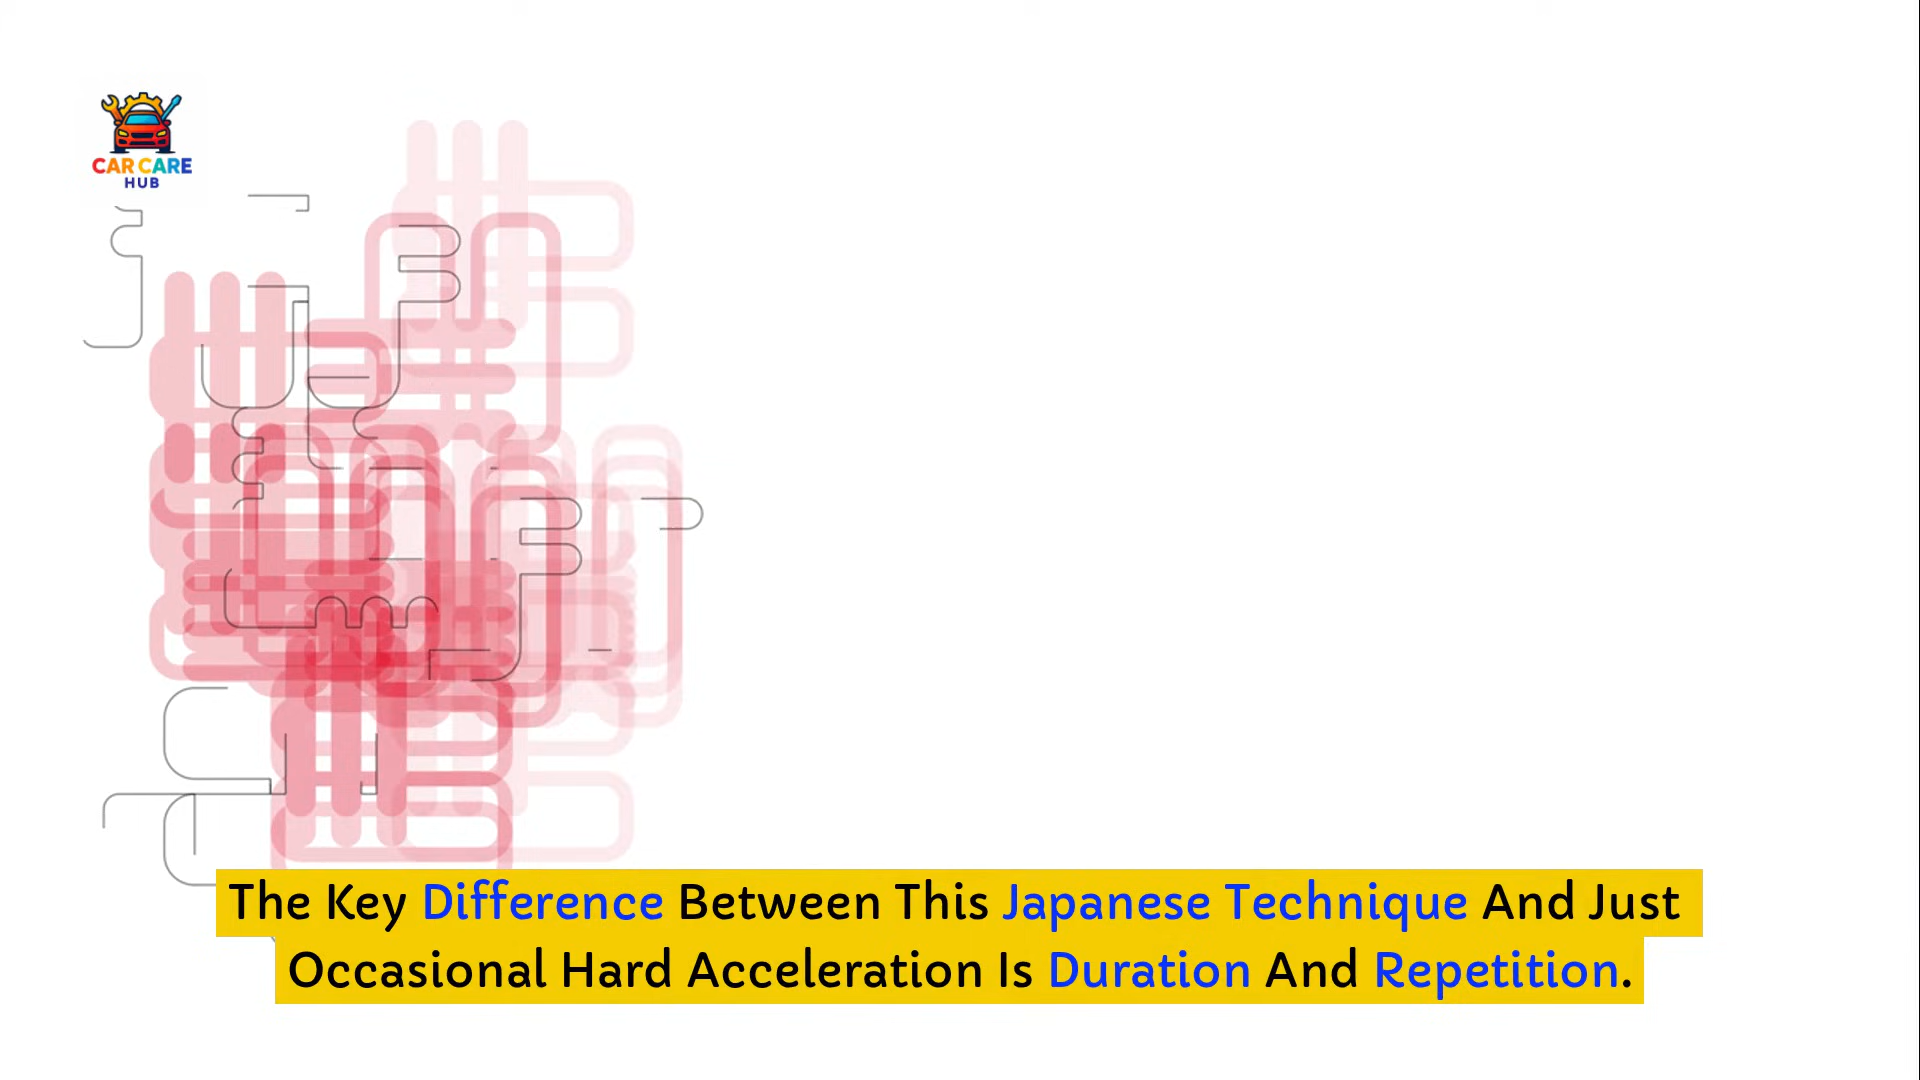 CAR CARE
HUB
The Key Difference Between This Japanese Technique And Just
Occasional Hard Acceleration Is Duration And Repetition.